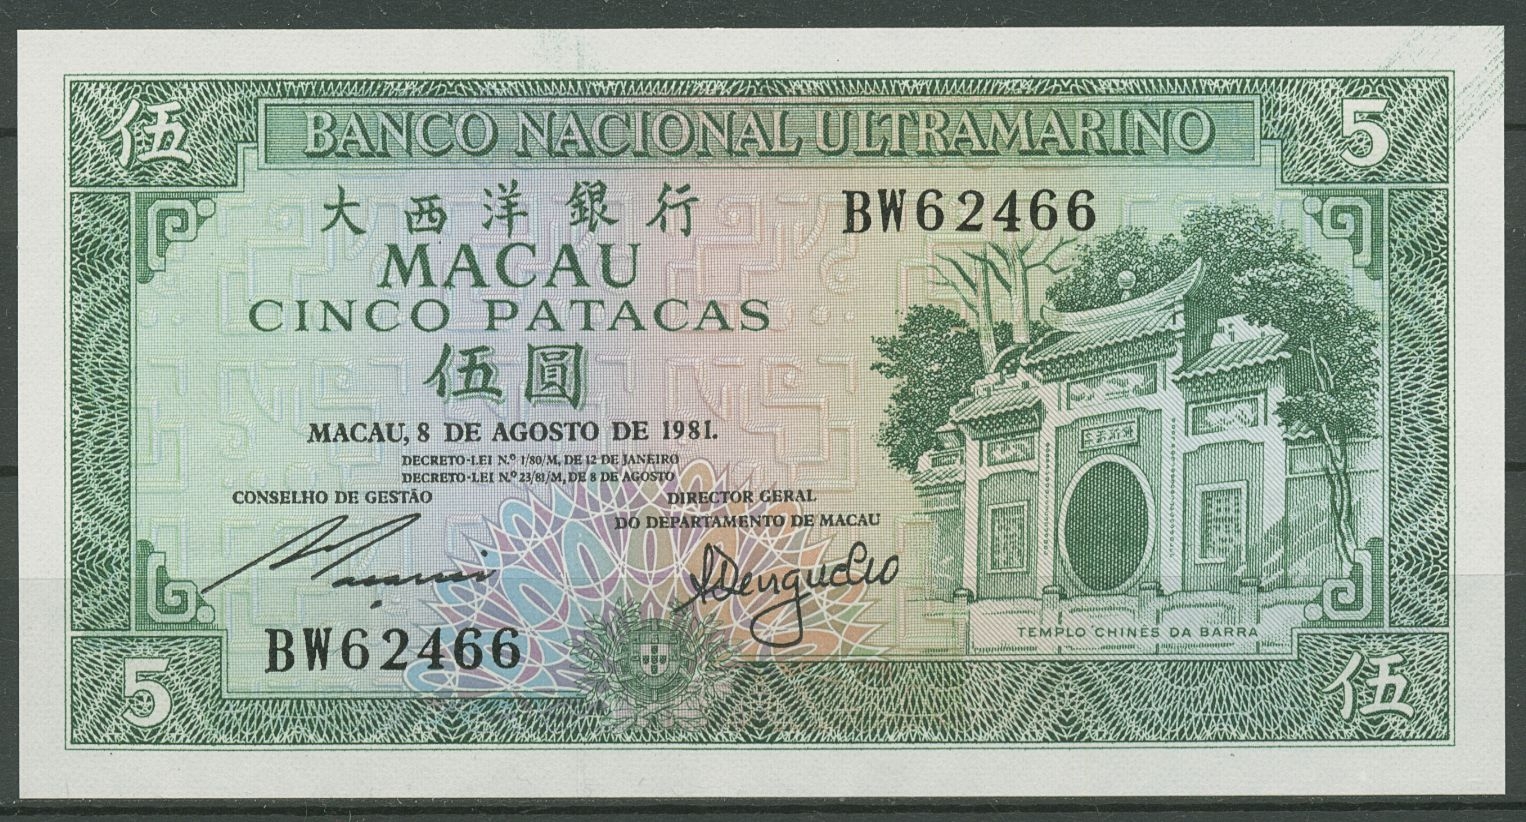 伍
BANCO NACIONAL ULTRAMARINO
5
大西洋銀行
BW62466
MACAU
CINCO PATACAS
伍圓
MACAU, 8 DE AGOSTO DE 1981.
DECRETO-LEI N.º 1/80/M, DE 12 DE JANEIRO
DECRETO-LEI N.º 23/81/M, DE 8 DE AGOSTO
CONSELHO DE GESTÃO
DIRECTOR GERAL
DO DEPARTAMENTO DE MACAU
BW62466
TEMPLO CHINÊS DA BARRA
5
伍